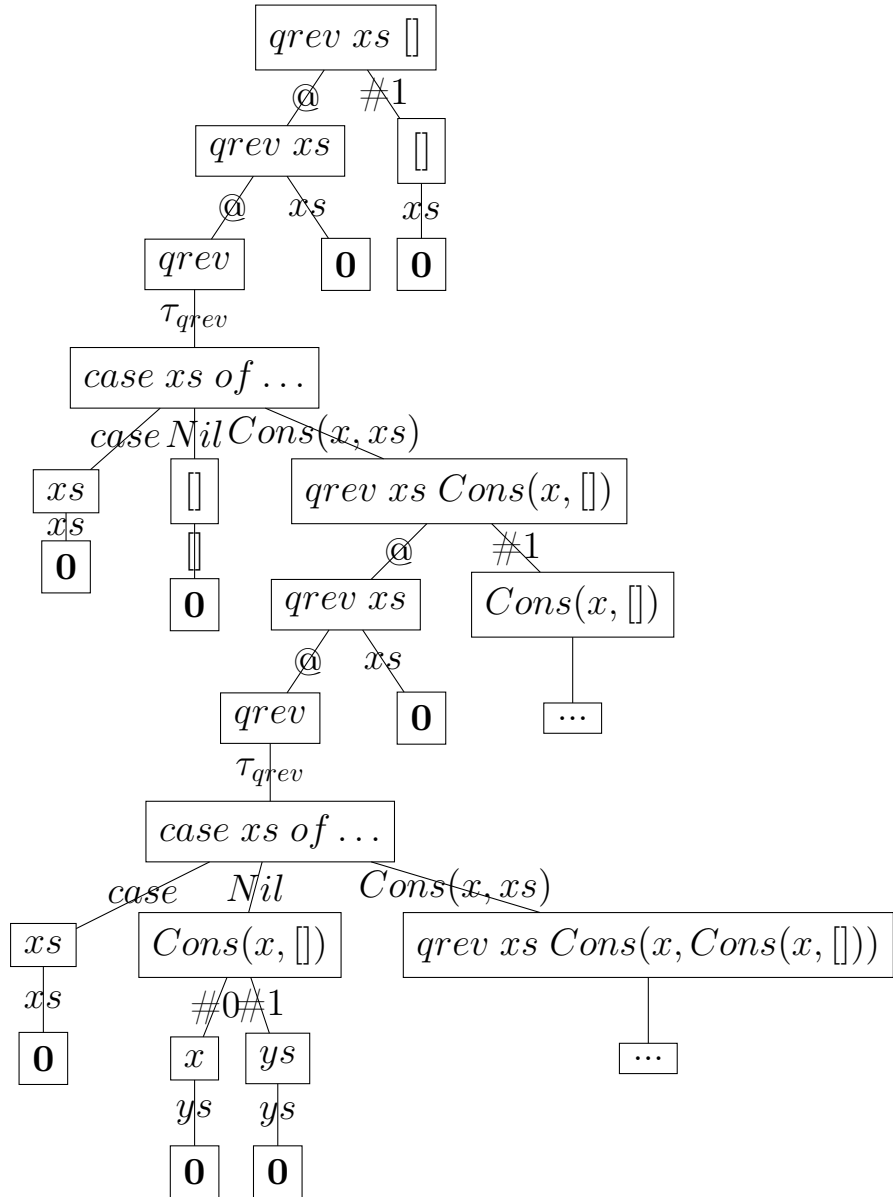 qrev xs []
@ #1
qrev xs []
@ xs xs
qrev 0 0
τqrev
case xs of ...
case Nil Cons(x, xs)
xs [] qrev xs Cons(x, [])
xs [] @ #1
0 0 qrev xs Cons(x, [])
@ xs
qrev 0 ...
τqrev
case xs of ...
case Nil Cons(x, xs)
xs Cons(x, []) qrev xs Cons(x, Cons(x, []))
xs #0 #1
0 x ys ...
ys ys
0 0